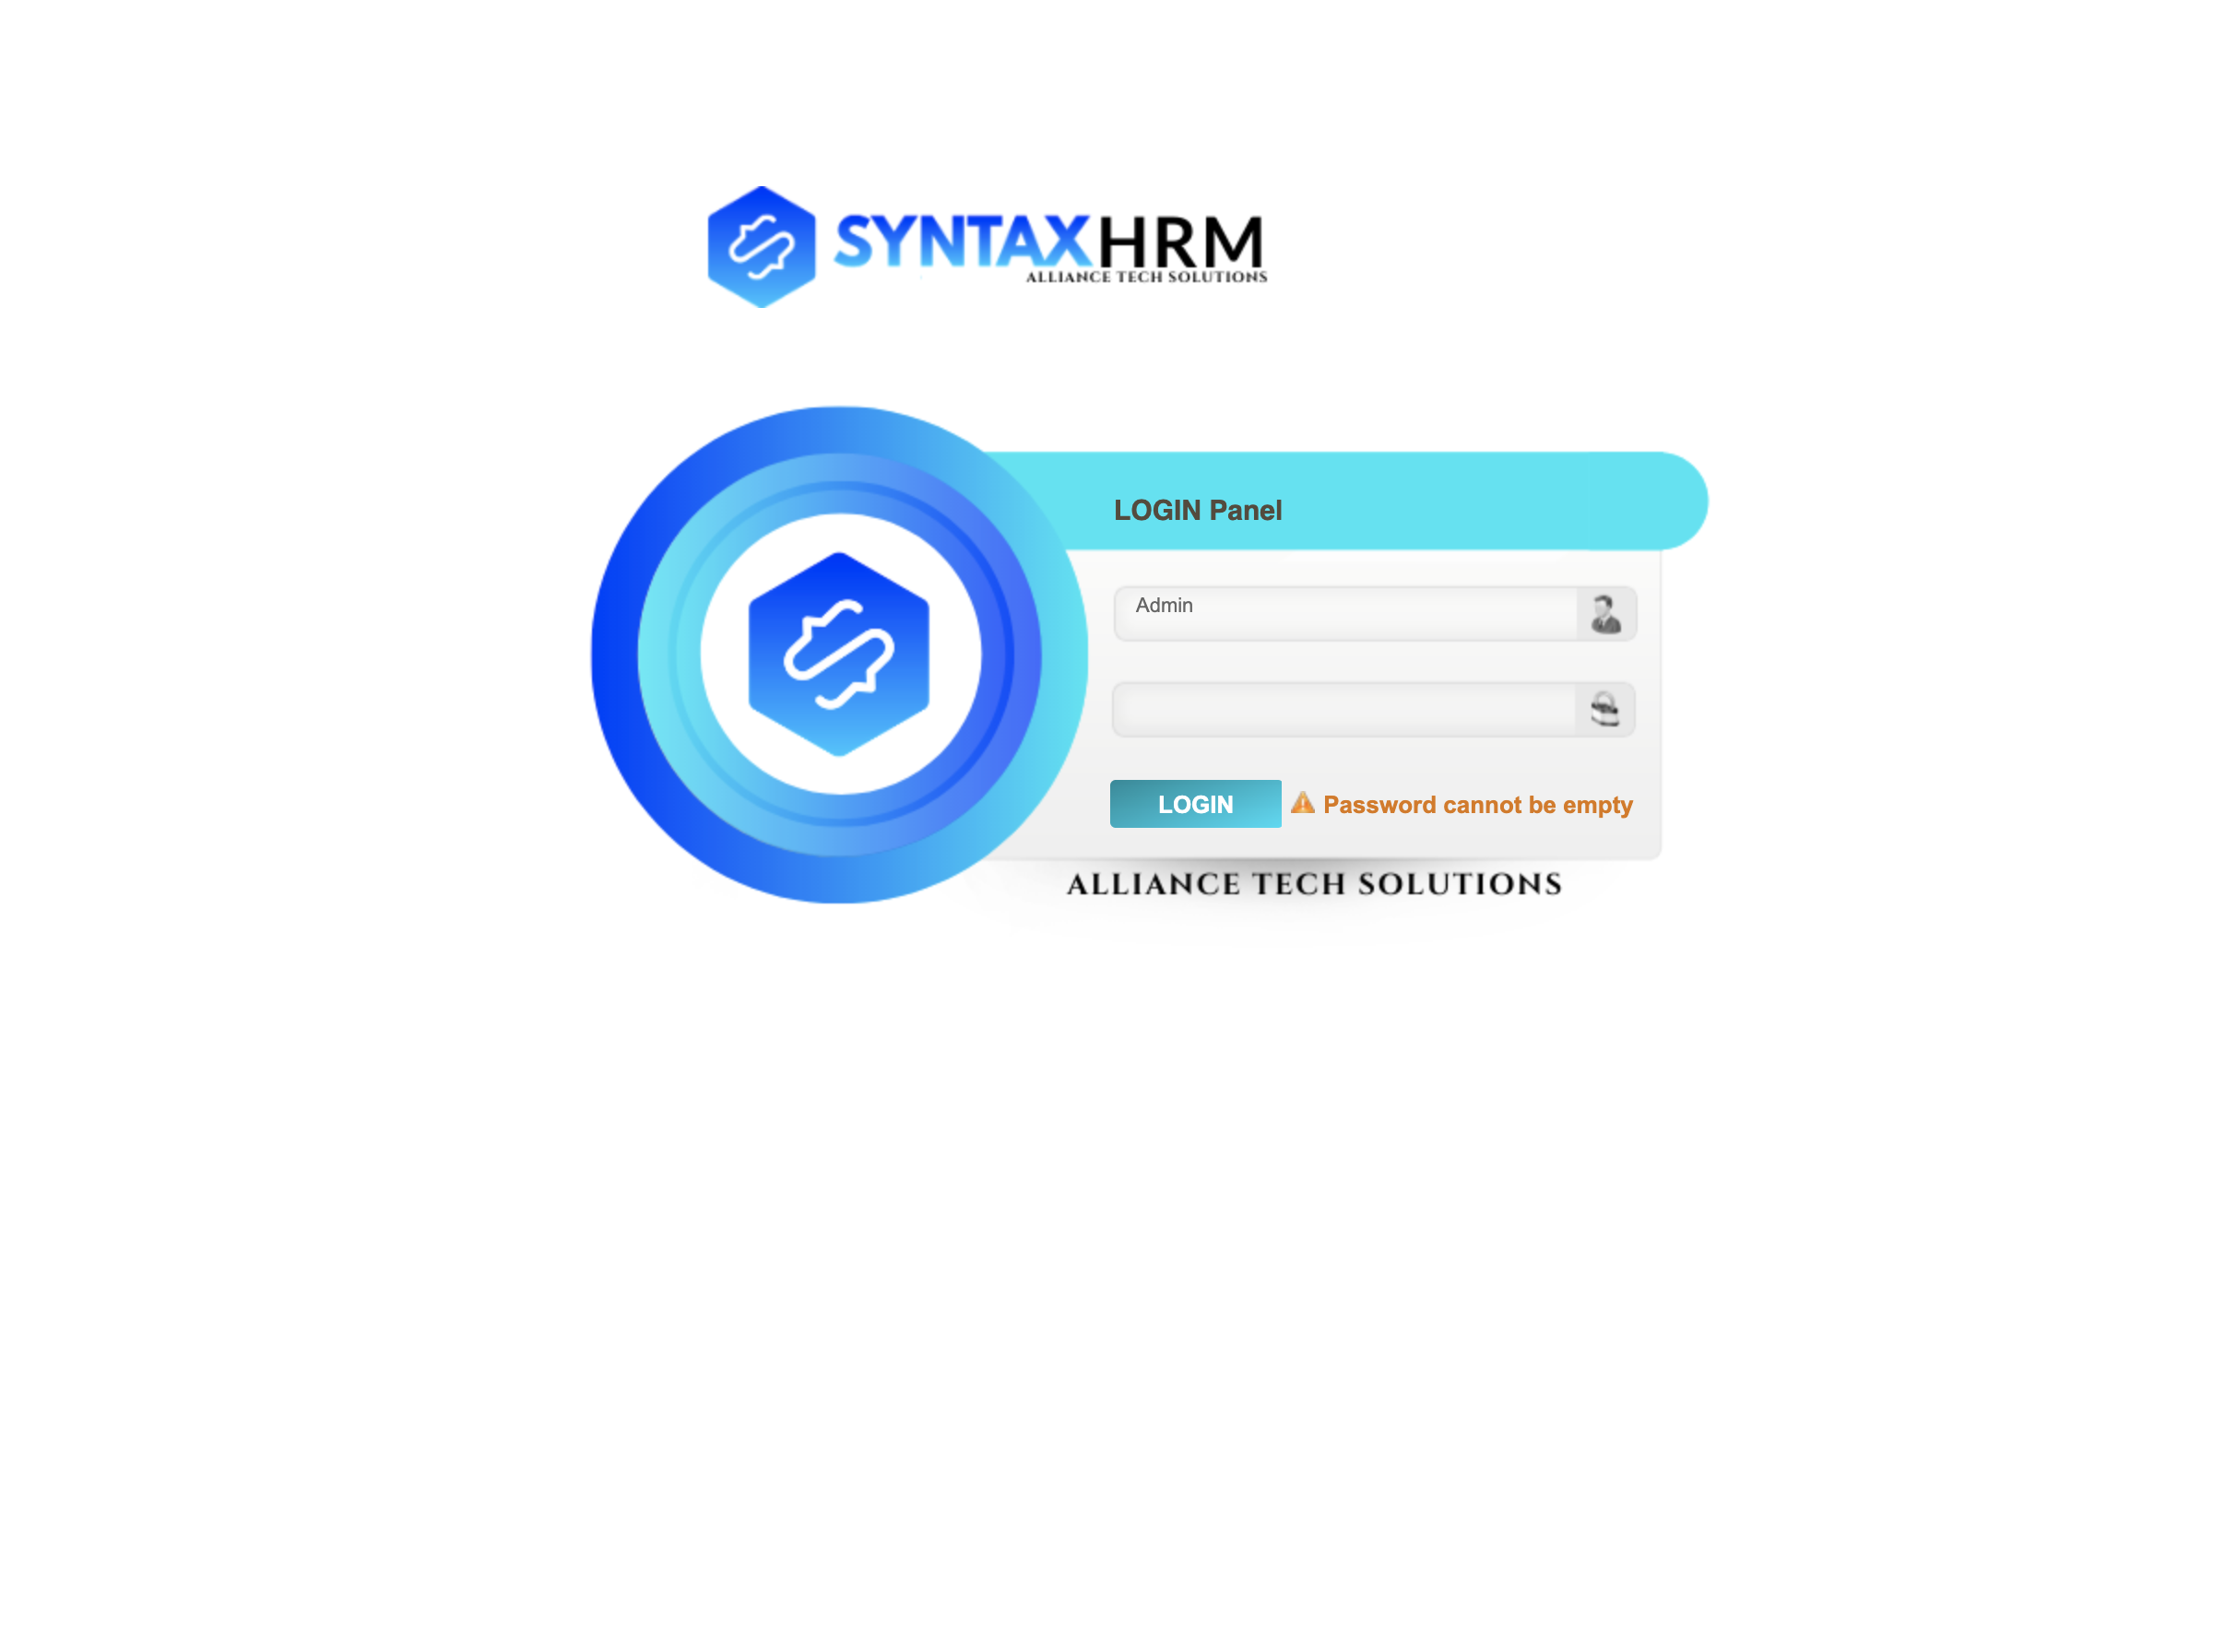 SYNTAXHRM
ALLIANCE TECH SOLUTIONS
LOGIN Panel
Admin
LOGIN
Password cannot be empty
ALLIANCE TECH SOLUTIONS